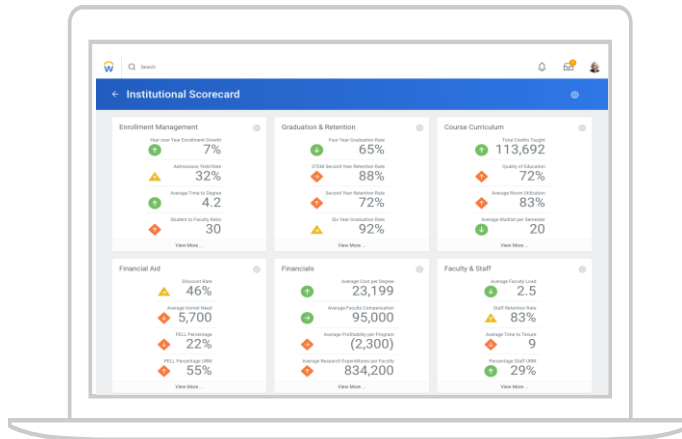 w
Search
Institutional Scorecard
Enrollment Management
Year over Year Enrollment Growth
7%
Admissions Yield Rate
32%
Average Time to Degree
4.2
Student to Faculty Ratio
30
View More ...
Graduation & Retention
Four Year Graduation Rate
65%
STEM Second Year Retention Rate
88%
Second Year Retention Rate
72%
Six Year Graduation Rate
92%
View More ...
Course Curriculum
Total Credits Taught
113,692
Quality of Education
72%
Average Room Utilization
83%
Average Waitlist per Semester
20
View More ...
Financial Aid
Discount Rate
46%
Average Unmet Need
5,700
PELL Percentage
22%
PELL Percentage URM
55%
View More ...
Financials
Average Cost per Degree
23,199
Average Faculty Compensation
95,000
Average Profitability per Program
(2,300)
Average Research Expenditures per Faculty
834,200
View More ...
Faculty & Staff
Average Faculty Load
2.5
Staff Retention Rate
83%
Average Time to Tenure
9
Percentage Staff URM
29%
View More ...